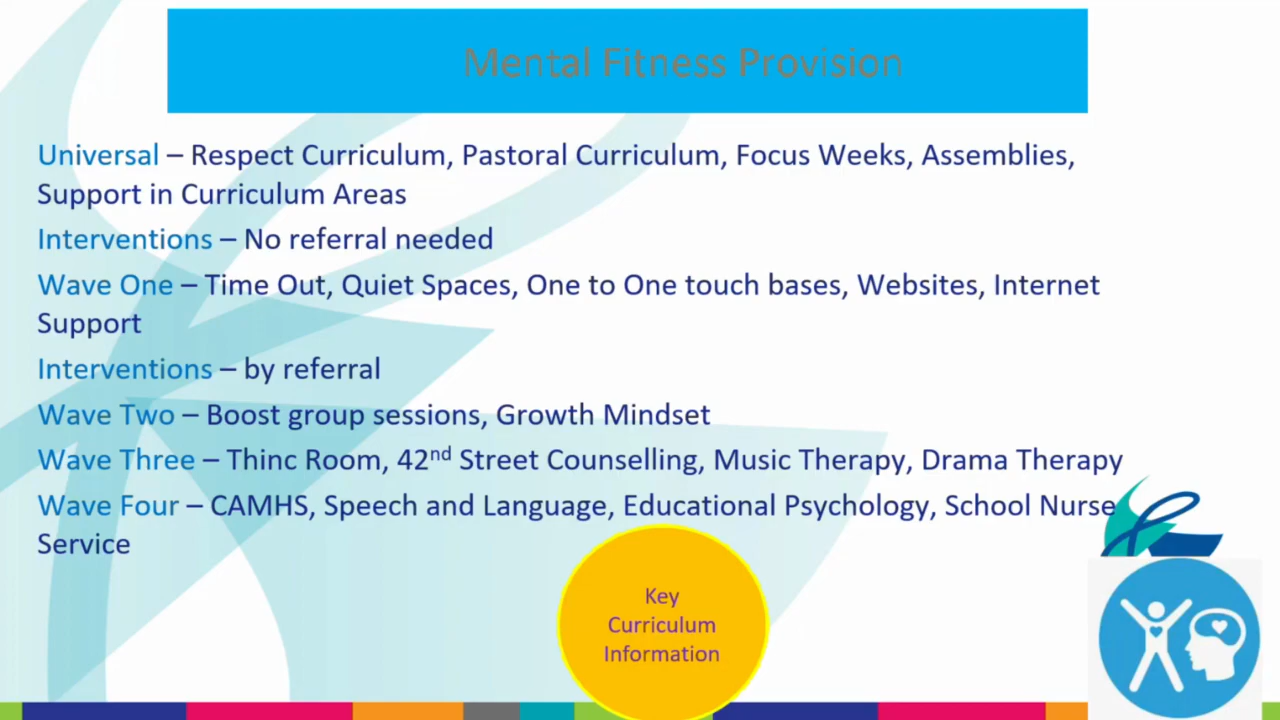 Mental Fitness Provision
Universal – Respect Curriculum, Pastoral Curriculum, Focus Weeks, Assemblies,
Support in Curriculum Areas
Interventions – No referral needed
Wave One – Time Out, Quiet Spaces, One to One touch bases, Websites, Internet
Support
Interventions – by referral
Wave Two – Boost group sessions, Growth Mindset
Wave Three – Thinc Room, 42nd Street Counselling, Music Therapy, Drama Therapy
Wave Four – CAMHS, Speech and Language, Educational Psychology, School Nurse
Service
Key
Curriculum
Information